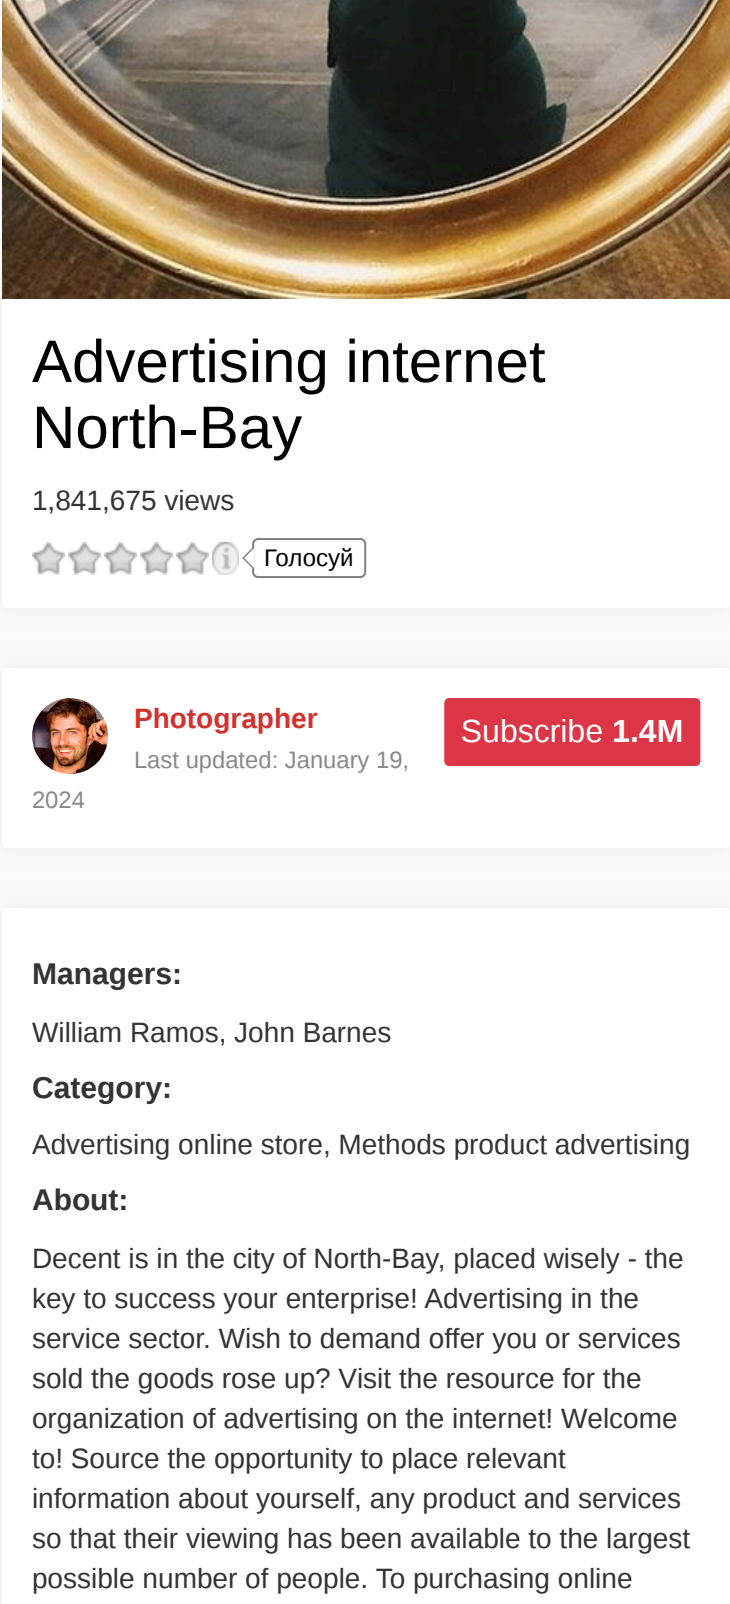 Advertising internet
North-Bay
1,841,675 views
Голосуй
Photographer
Subscribe 1.4M
Last updated: January 19,
2024
Managers:
William Ramos, John Barnes
Category:
Advertising online store, Methods product advertising
About:
Decent is in the city of North-Bay, placed wisely - the
key to success your enterprise! Advertising in the
service sector. Wish to demand offer you or services
sold the goods rose up? Visit the resource for the
organization of advertising on the internet! Welcome
to! Source the opportunity to place relevant
information about yourself, any product and services
so that their viewing has been available to the largest
possible number of people. To purchasing online